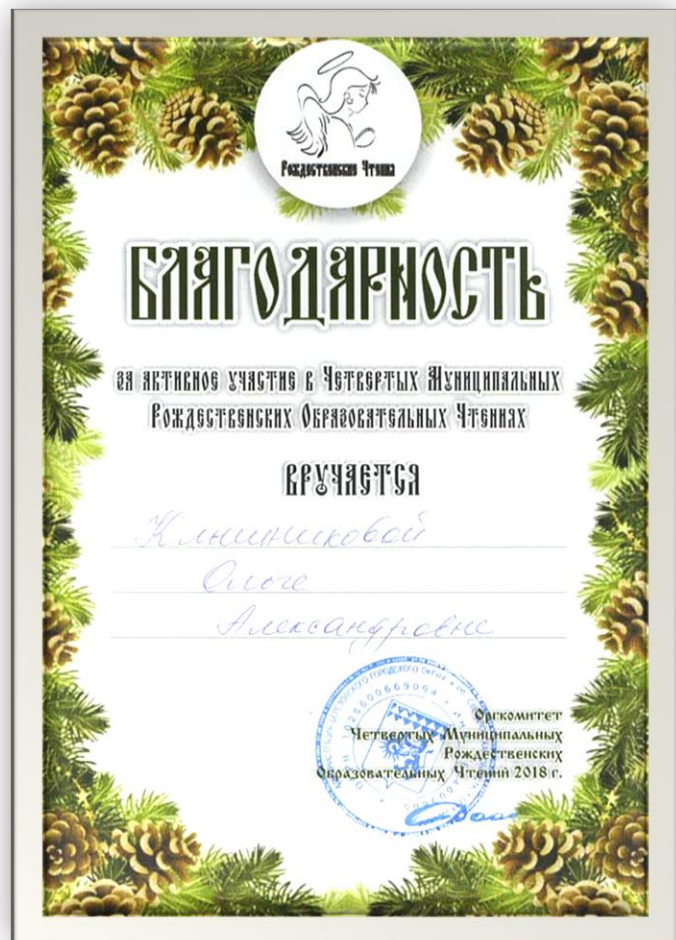 Рождественские Чтения
БЛАГОДАРНОСТЬ
за активное участие в Четвертых Муниципальных
Рождественских Образовательных Чтениях
ВРУЧАЕТСЯ
Ольге
Александровне
Оргкомитет
Четвертых Муниципальных
Рождественских
Образовательных Чтений 2018 г.